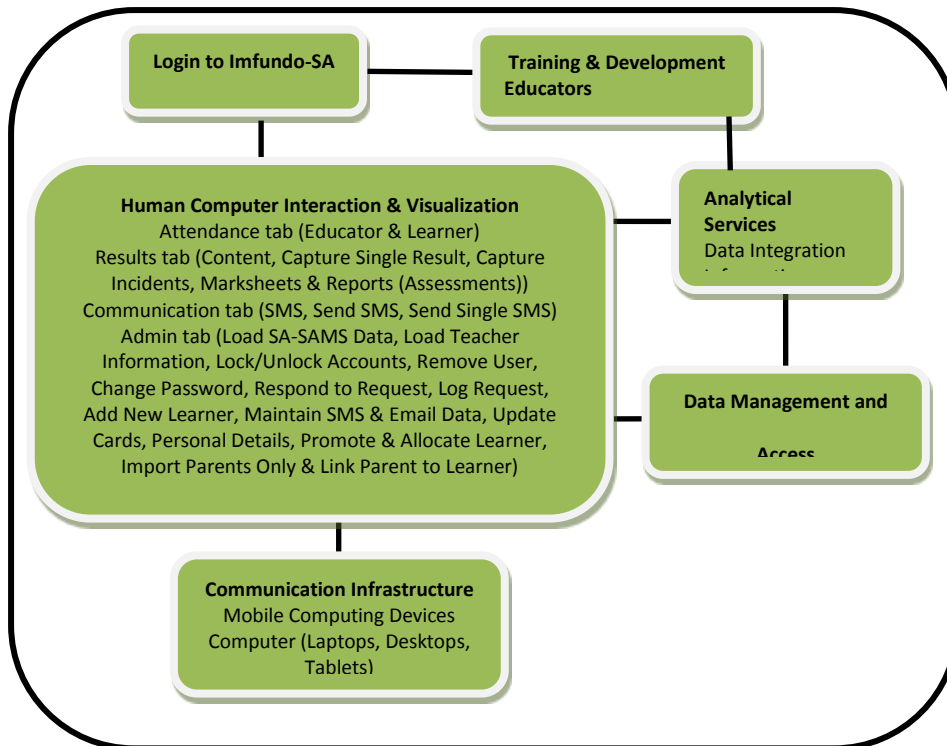 Login to Imfundo-SA
Training & Development
Educators
Human Computer Interaction & Visualization
Attendance tab (Educator & Learner)
Results tab (Content, Capture Single Result, Capture
Incidents, Marksheets & Reports (Assessments))
Communication tab (SMS, Send SMS, Send Single SMS)
Admin tab (Load SA-SAMS Data, Load Teacher
Information, Lock/Unlock Accounts, Remove User,
Change Password, Respond to Request, Log Request,
Add New Learner, Maintain SMS & Email Data, Update
Cards, Personal Details, Promote & Allocate Learner,
Import Parents Only & Link Parent to Learner)
Analytical
Services
Data Integration
Data Management and
Access
Communication Infrastructure
Mobile Computing Devices
Computer (Laptops, Desktops,
Tablets)